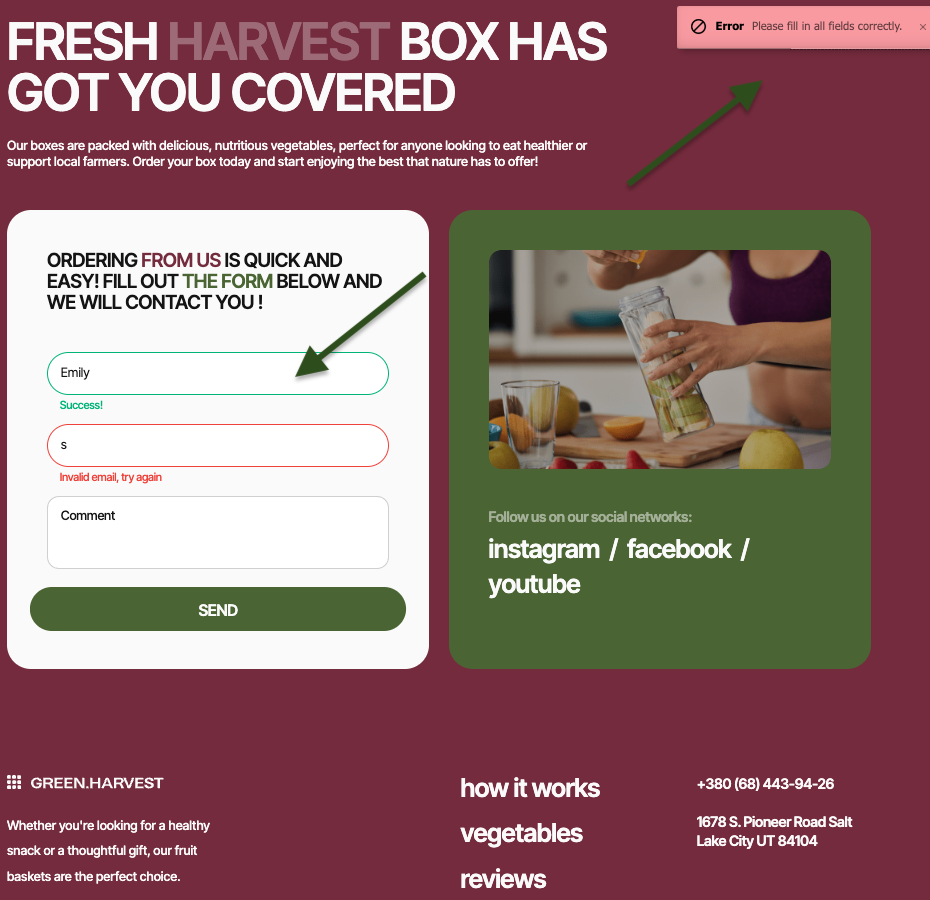 FRESH HARVEST BOX HAS
GOT YOU COVERED
Error Please fill in all fields correctly. ×
Our boxes are packed with delicious, nutritious vegetables, perfect for anyone looking to eat healthier or
support local farmers. Order your box today and start enjoying the best that nature has to offer!
ORDERING FROM US IS QUICK AND
EASY! FILL OUT THE FORM BELOW AND
WE WILL CONTACT YOU !
Emily
Success!
s
Invalid email, try again
Comment
SEND
Follow us on our social networks:
instagram / facebook /
youtube
GREEN.HARVEST
Whether you're looking for a healthy
snack or a thoughtful gift, our fruit
baskets are the perfect choice.
how it works
vegetables
reviews
+380 (68) 443-94-26
1678 S. Pioneer Road Salt
Lake City UT 84104